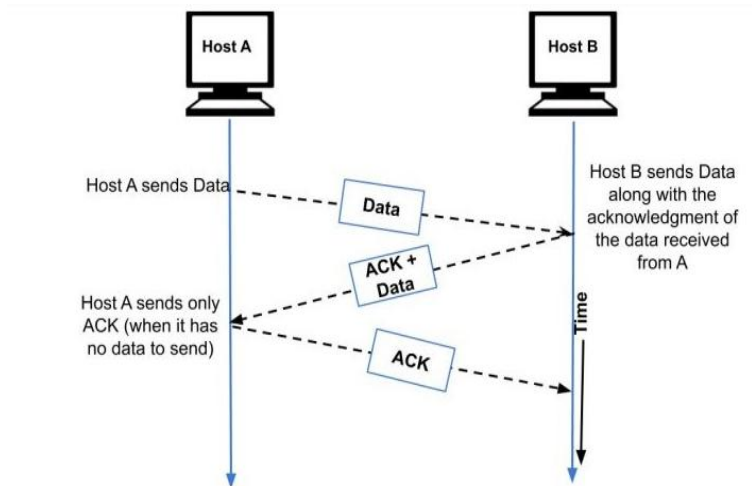 Host A
Host B
Host A sends Data
Data
Host B sends Data
along with the
acknowledgment of
the data received
from A
ACK +
Data
Host A sends only
ACK (when it has
no data to send)
Time
ACK